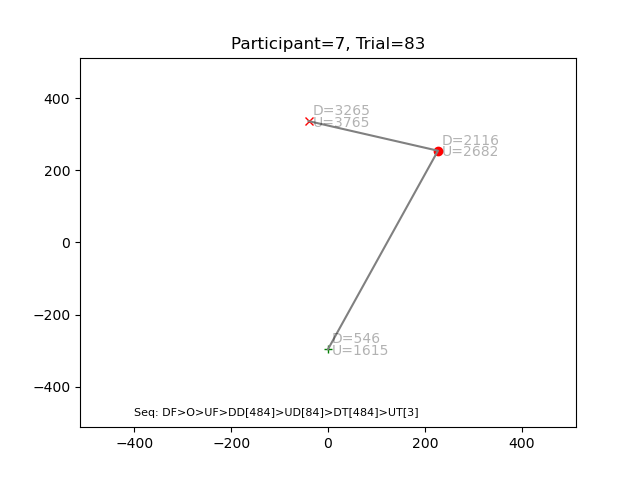 Participant=7, Trial=83
400
200
0
−200
−400
D=3265
U=3765
D=2116
U=2682
D=546
U=1615
Seq: DF>O>UF>DD[484]>UD[84]>DT[484]>UT[3]
−400
−200
0
200
400